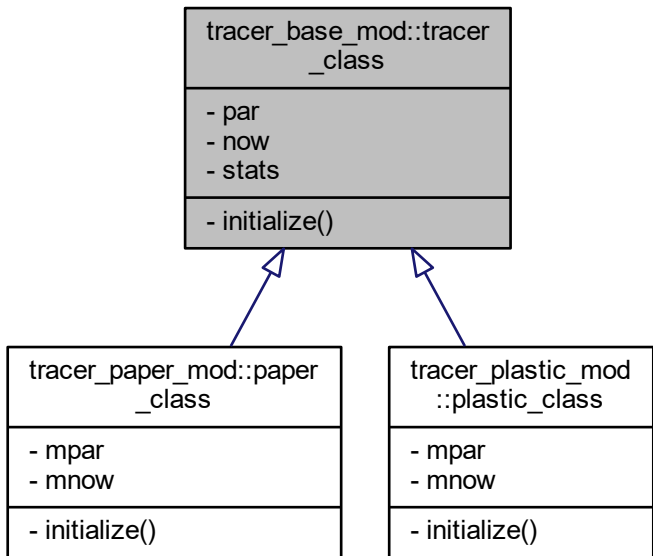 tracer_base_mod::tracer
_class
- par
- now
- stats
- initialize()
tracer_paper_mod::paper
_class
- mpar
- mnow
- initialize()
tracer_plastic_mod
::plastic_class
- mpar
- mnow
- initialize()